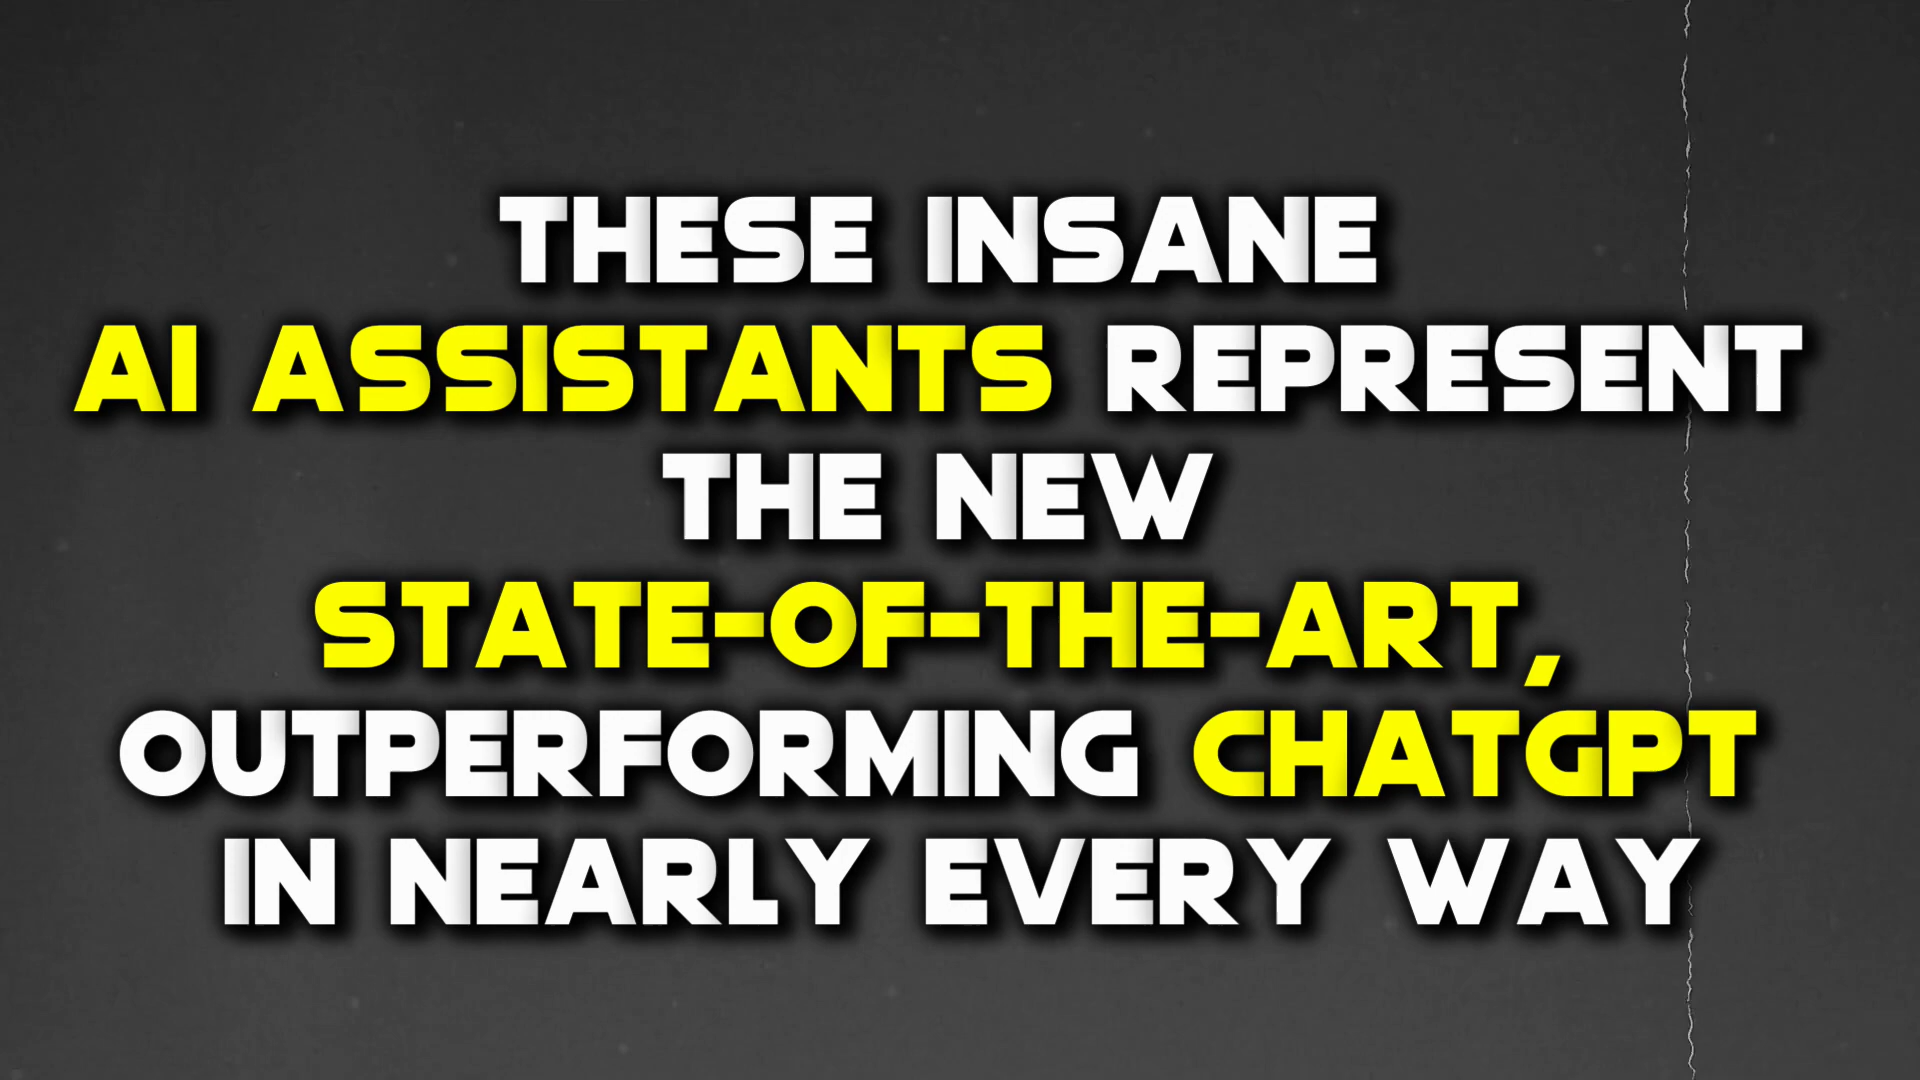 THESE INSANE
AI ASSISTANTS REPRESENT
THE NEW
STATE-OF-THE-ART,
OUTPERFORMING CHATGPT
IN NEARLY EVERY WAY